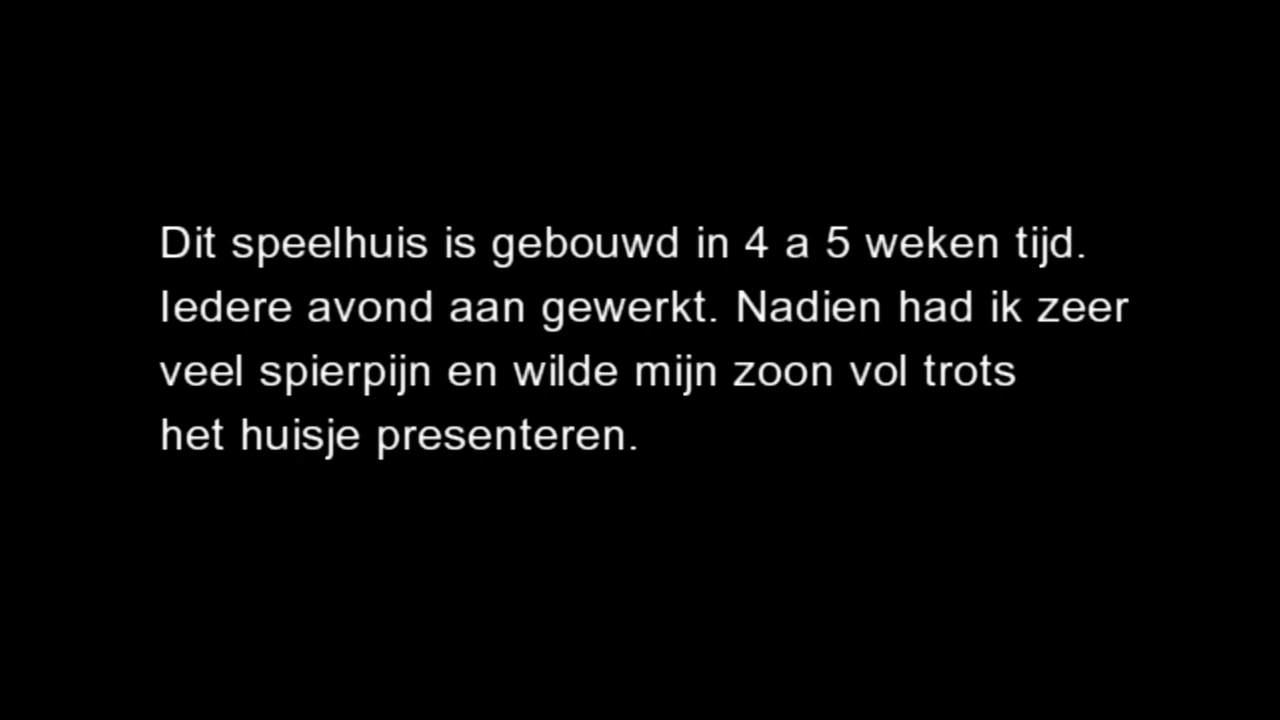 Dit speelhuis is gebouwd in 4 a 5 weken tijd.
Iedere avond aan gewerkt. Nadien had ik zeer
veel spierpijn en wilde mijn zoon vol trots
het huisje presenteren.